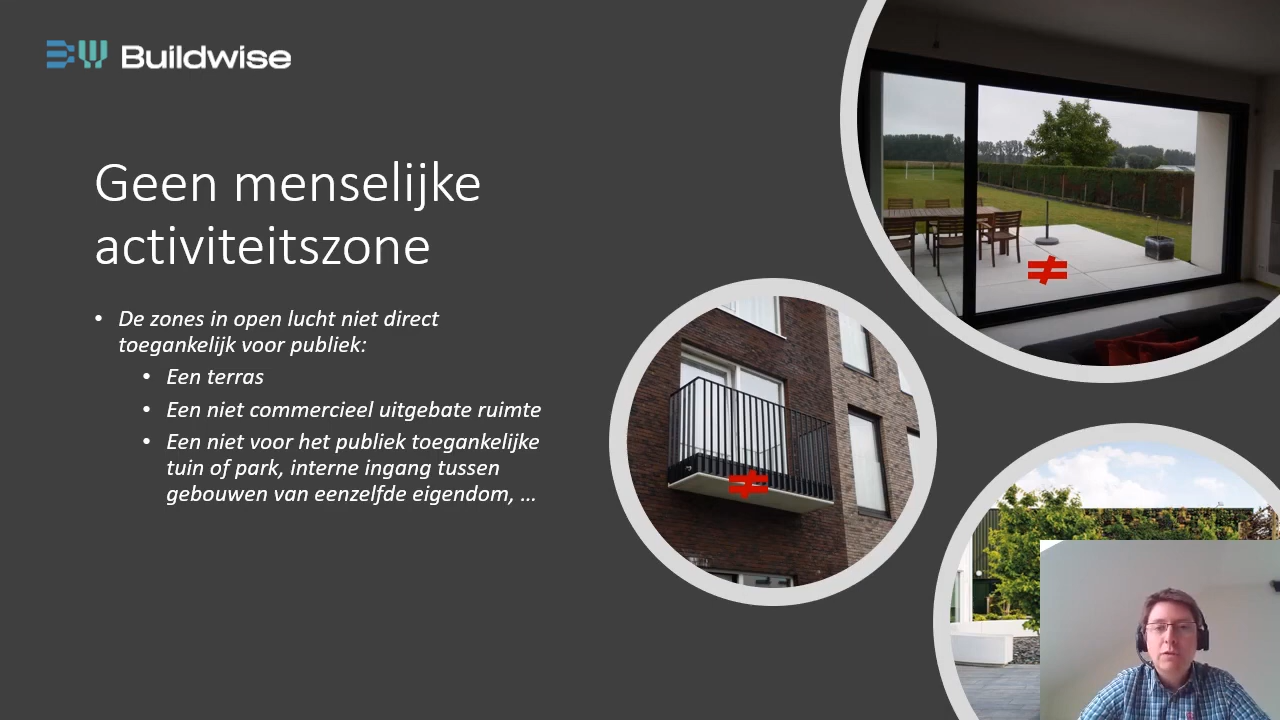 Buildwise
Geen menselijke
activiteitszone
• De zones in open lucht niet direct
toegankelijk voor publiek:
• Een terras
• Een niet commercieel uitgebate ruimte
• Een niet voor het publiek toegankelijke
tuin of park, interne ingang tussen
gebouwen van eenzelfde eigendom, ...
≠
≠